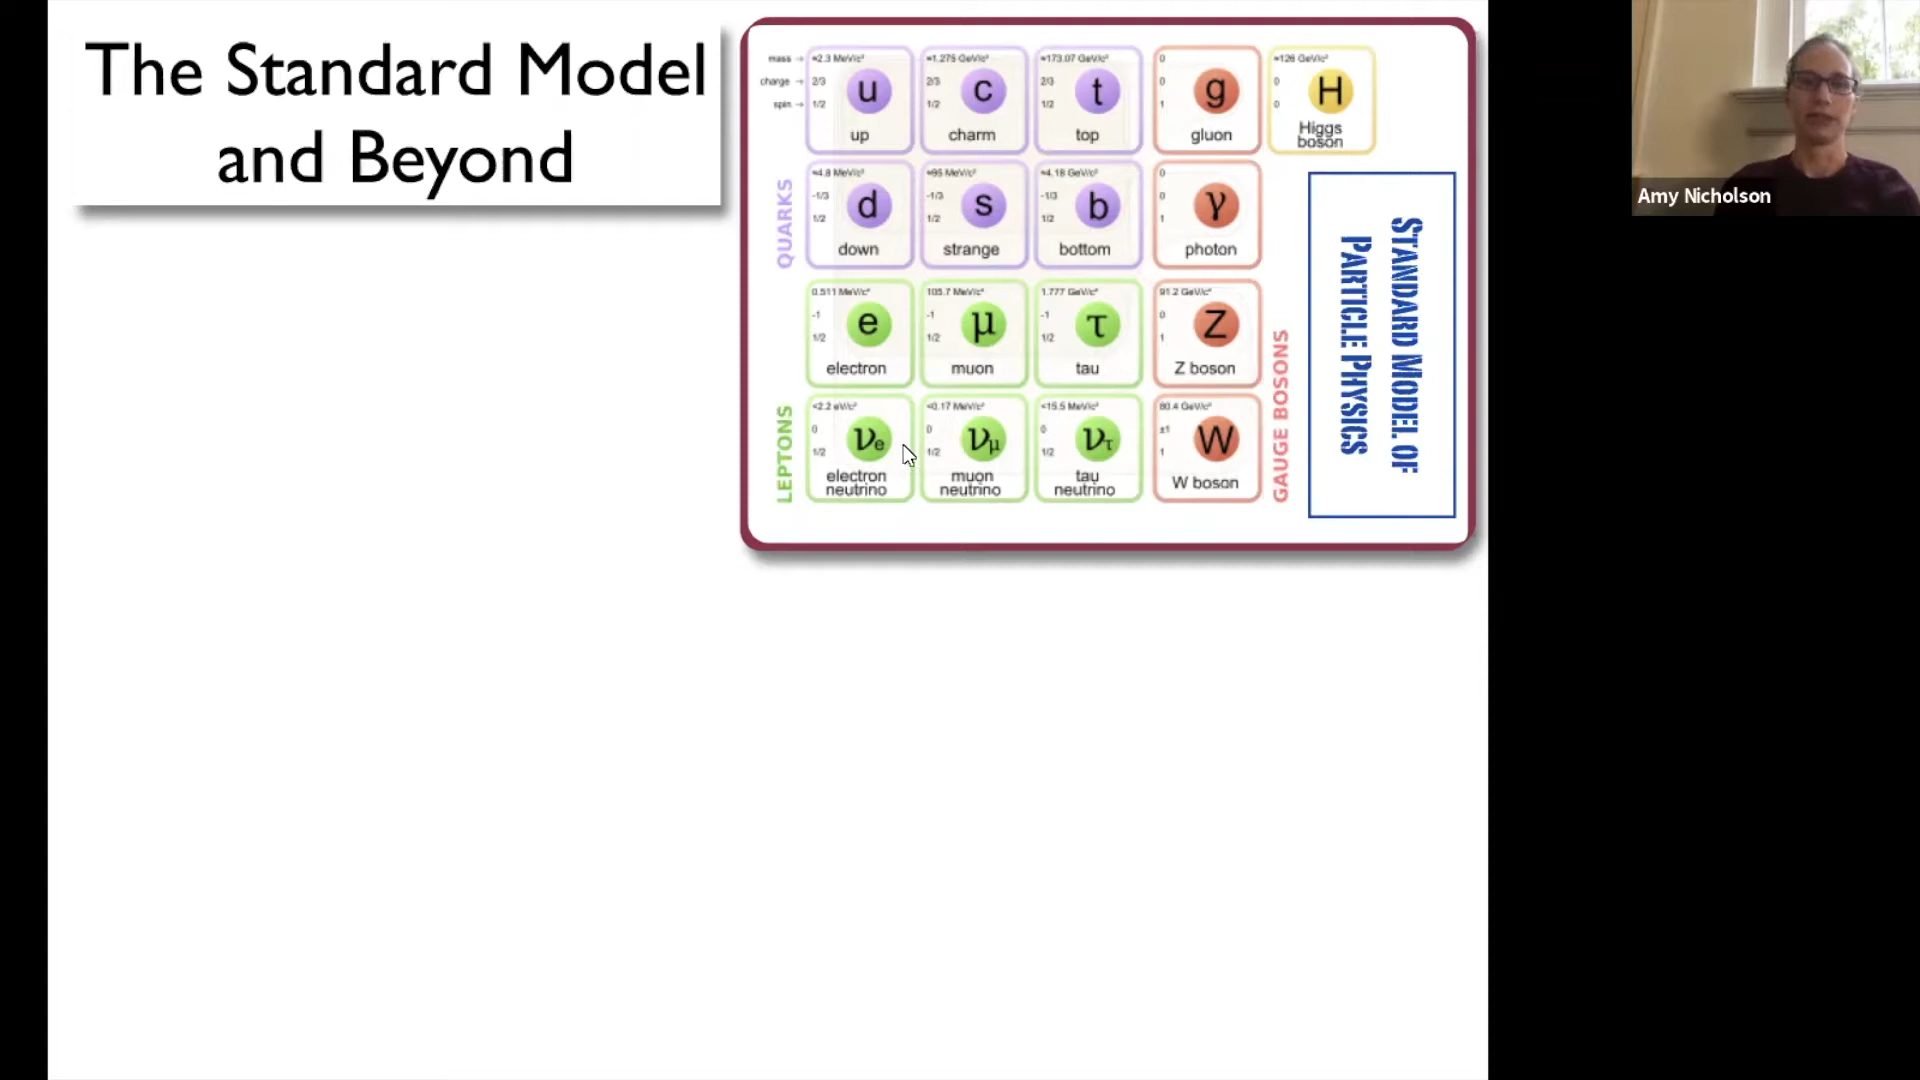 The Standard Model
and Beyond
mass → ≈2.3 MeV/c²
charge → 2/3
spin → 1/2
u
up
≈1.275 GeV/c²
2/3
1/2
c
charm
≈173.07 GeV/c²
2/3
1/2
t
top
0
0
1
g
gluon
≈126 GeV/c²
0
0
H
Higgs
boson
QUARKS
≈4.8 MeV/c²
-1/3
1/2
d
down
≈95 MeV/c²
-1/3
1/2
s
strange
≈4.18 GeV/c²
-1/3
1/2
b
bottom
0
0
1
γ
photon
0.511 MeV/c²
-1
1/2
e
electron
105.7 MeV/c²
-1
1/2
μ
muon
1.777 GeV/c²
-1
1/2
τ
tau
91.2 GeV/c²
0
1
Z
Z boson
LEPTONS
<2.2 eV/c²
0
1/2
νe
electron
neutrino
<0.17 MeV/c²
0
1/2
νμ
muon
neutrino
<15.5 MeV/c²
0
1/2
ντ
tau
neutrino
80.4 GeV/c²
±1
1
W
W boson
GAUGE BOSONS
STANDARD MODEL OF
PARTICLE PHYSICS
Amy Nicholson